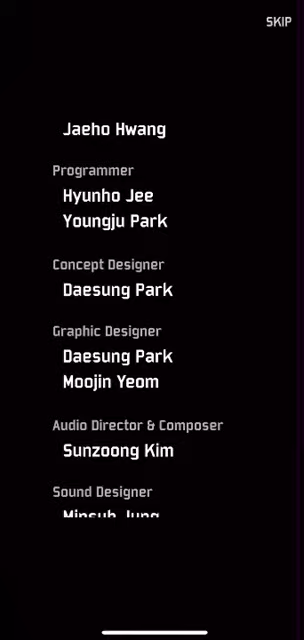 SKIP
Jaeho Hwang
Programmer
Hyunho Jee
Youngju Park
Concept Designer
Daesung Park
Graphic Designer
Daesung Park
Moojin Yeom
Audio Director & Composer
Sunzoong Kim
Sound Designer